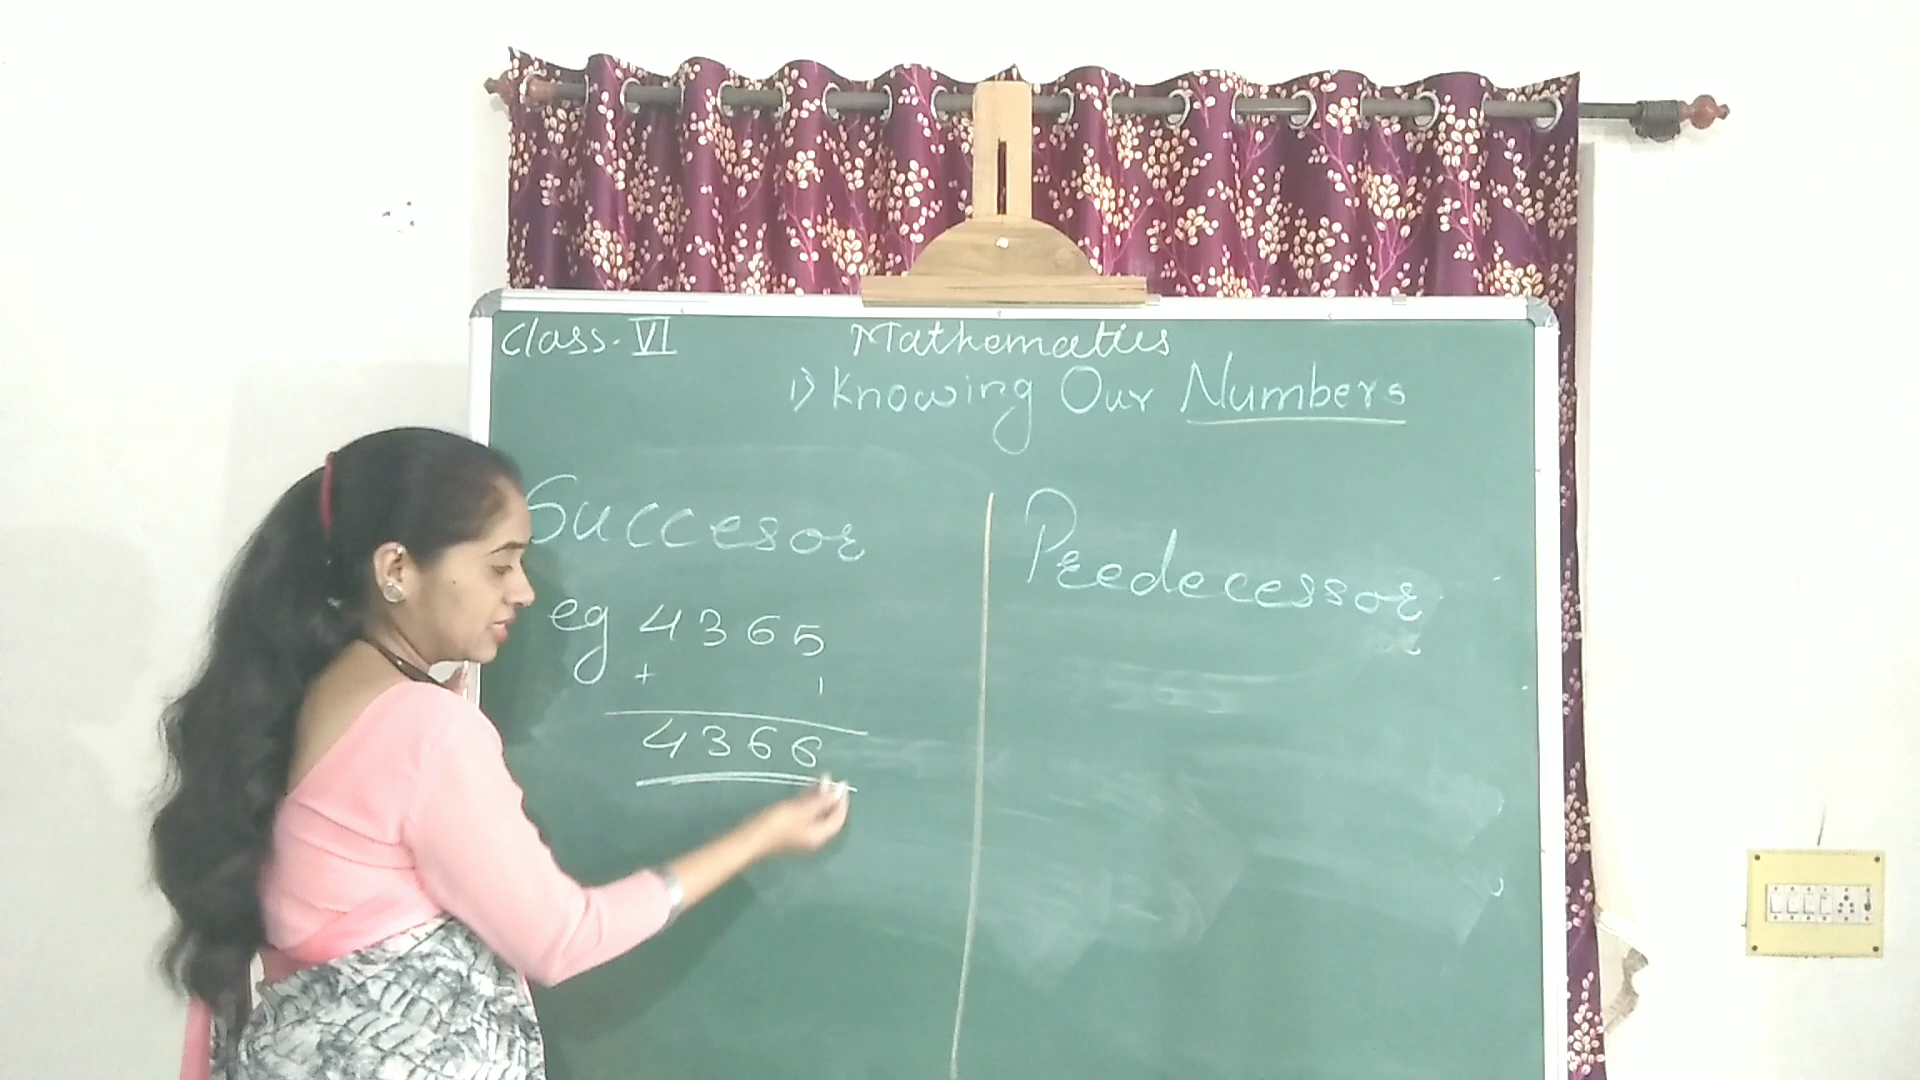 Class. VI
Mathematics
1) Knowing Our Numbers
Succesor
eg 4365
+ 1
4366
Predecessor